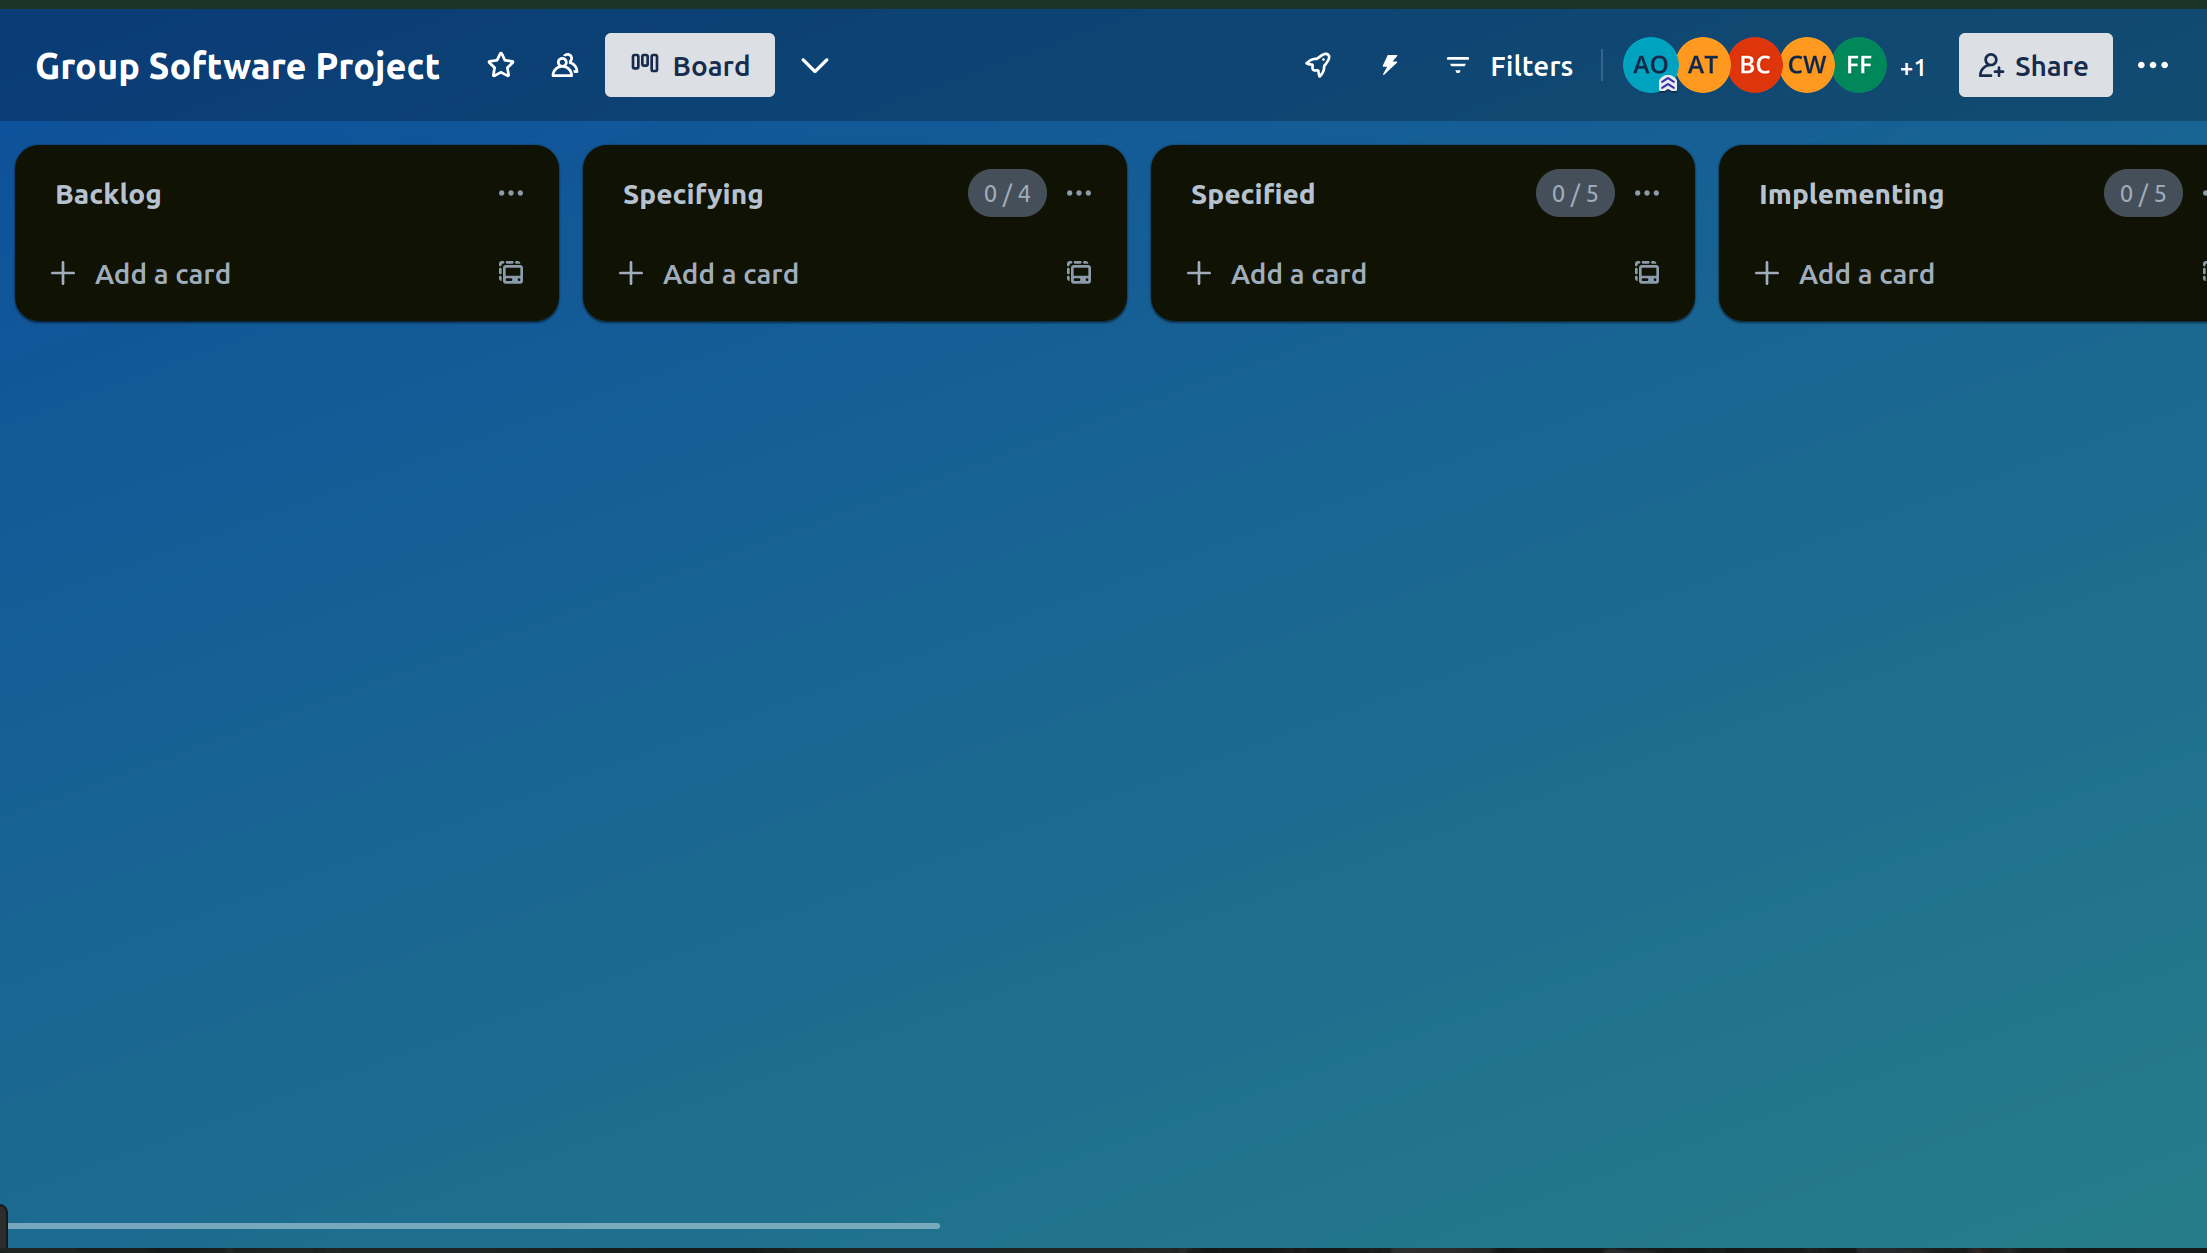 Group Software Project
Board
Filters
AO
AT
BC
CW
FF
+1
Share
Backlog
Add a card
Specifying
0 / 4
Add a card
Specified
0 / 5
Add a card
Implementing
0 / 5
Add a card